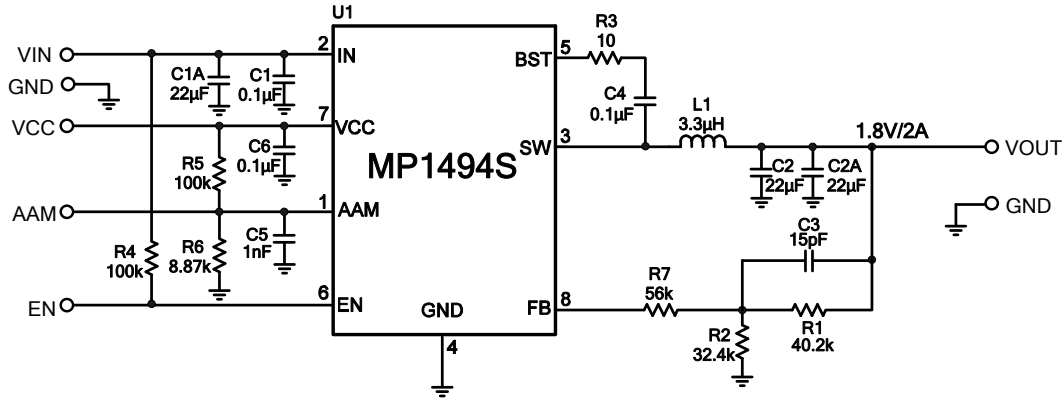 U1
MP1494S
VIN
GND
VCC
AAM
EN
C1A
22µF
C1
0.1µF
2
IN
7
VCC
C6
0.1µF
R5
100k
1
AAM
C5
1nF
R6
8.87k
R4
100k
6
EN
GND
4
BST
5
R3
10
C4
0.1µF
SW
3
L1
3.3µH
1.8V/2A
VOUT
C2
22µF
C2A
22µF
GND
C3
15pF
FB
8
R7
56k
R2
32.4k
R1
40.2k